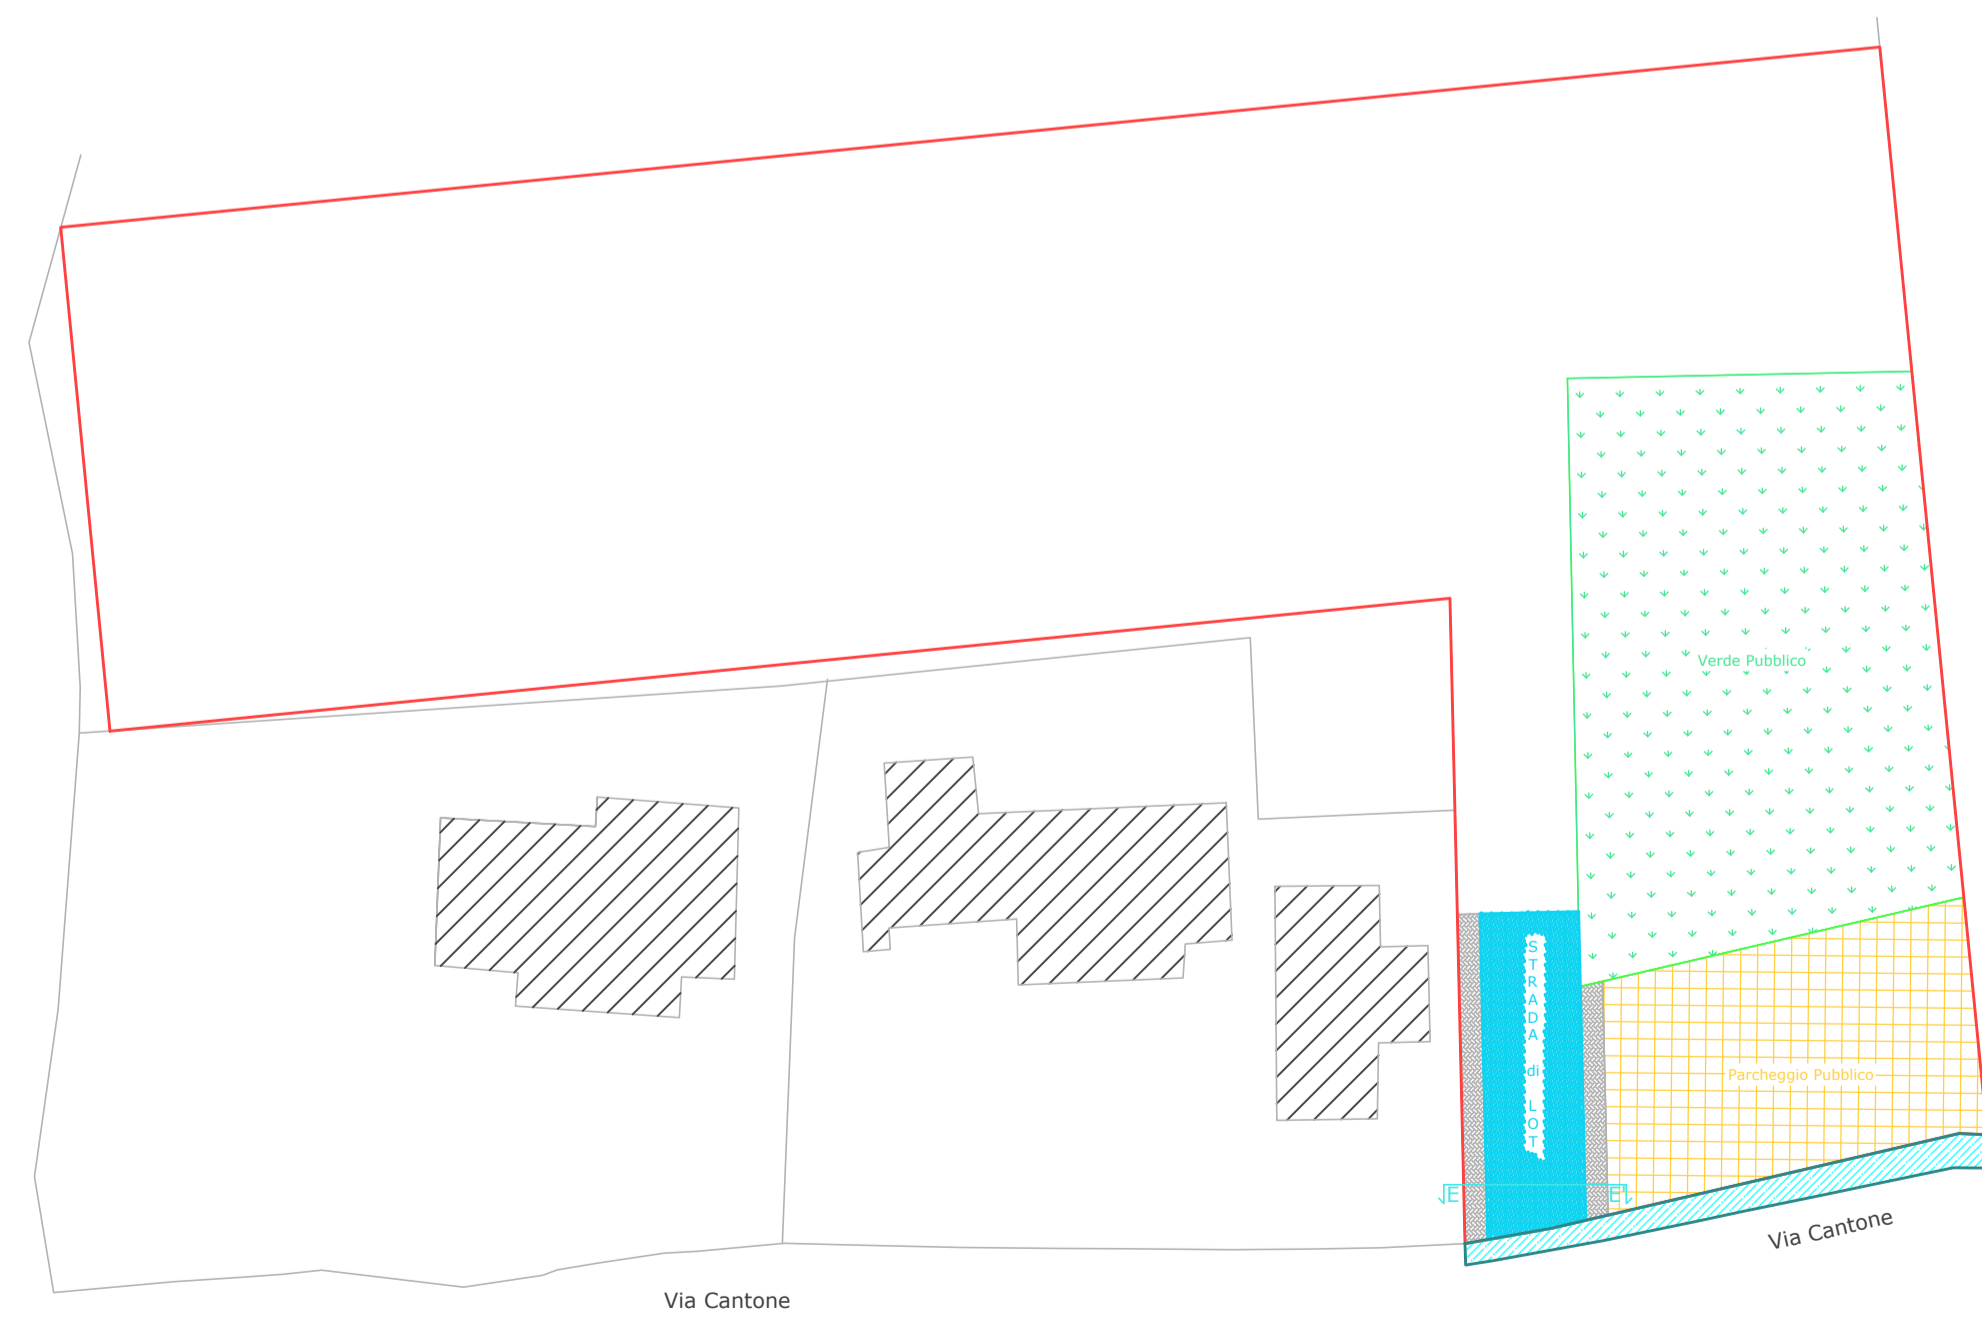 Verde Pubblico
STRADA di LOT
Parcheggio Pubblico
E
E'
Via Cantone
Via Cantone